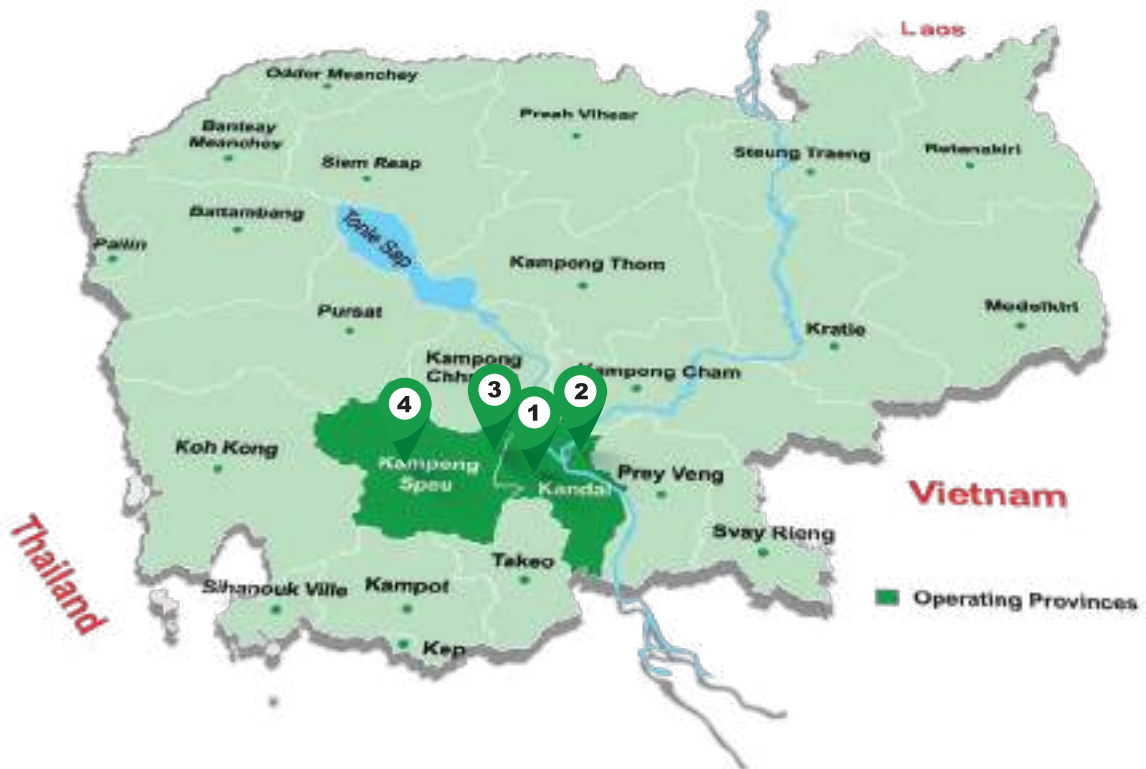 Laos
Oddor Meanchey
Preah Vihear
Banteay
Meanchey
Steung Traeng
Ratanakiri
Siem Reap
Battambang
Tonle Sap
Pailin
Kampong Thom
Modolkiri
Pursat
Kratie
Kampong
Kampong Cham
3
2
4
1
Koh Kong
Kampong
Speu
Prey Veng
Kandal
Vietnam
Thailand
Svay Rieng
Takeo
Sihanouk Ville
Kampot
Operating Provinces
Kep